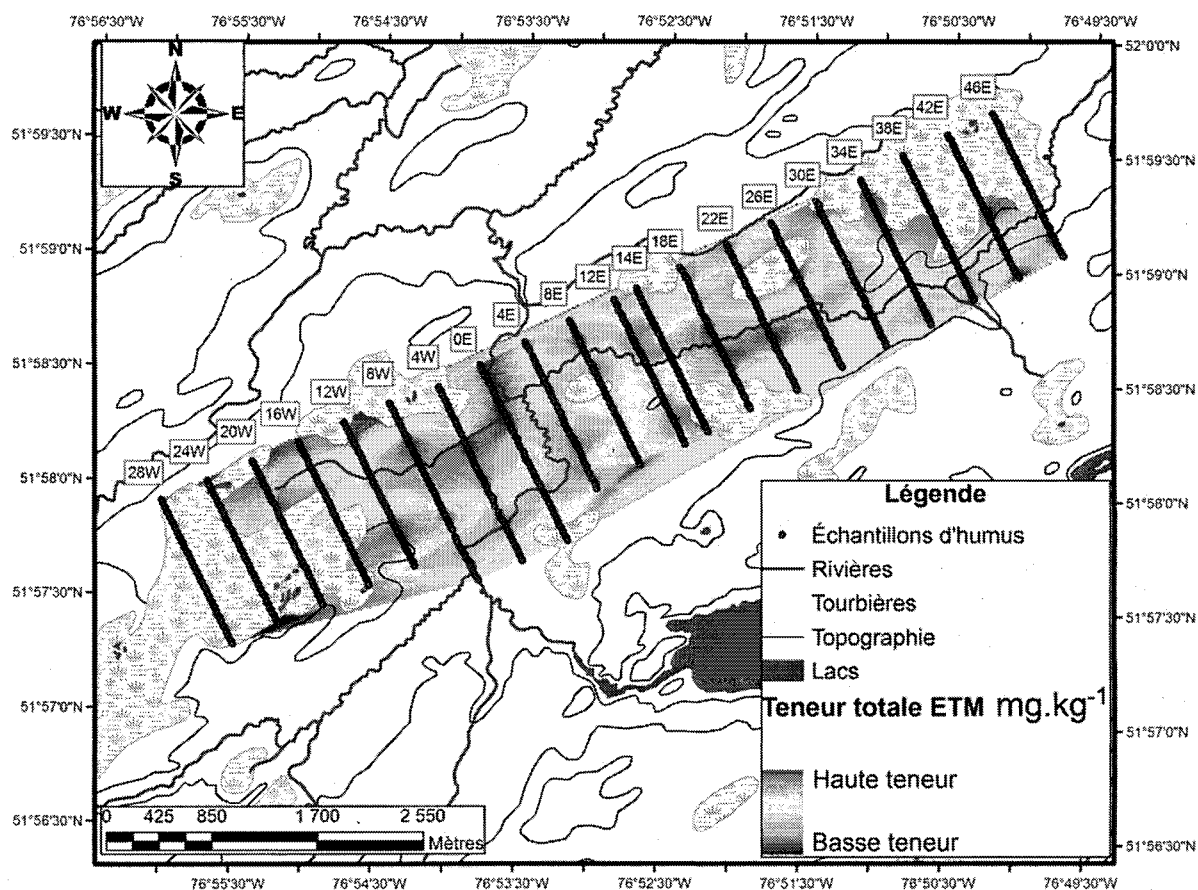 76°56'30"W 76°55'30"W 76°54'30"W 76°53'30"W 76°52'30"W 76°51'30"W 76°50'30"W 76°49'30"W
N
W E
S
52°0'0"N
51°59'30"N
51°59'30"N
51°59'0"N
51°59'0"N
51°58'30"N
51°58'30"N
51°58'0"N
51°58'0"N
51°57'30"N
51°57'30"N
51°57'0"N
51°57'0"N
51°56'30"N
51°56'30"N
46E
42E
38E
34E
30E
26E
22E
18E
14E
12E
8E
4E
0E
4W
8W
12W
16W
20W
24W
28W
Légende
Échantillons d'humus
Rivières
Tourbières
Topographie
Lacs
Teneur totale ETM mg.kg-1
Haute teneur
Basse teneur
0 425 850 1 700 2 550
Mètres
76°55'30"W 76°54'30"W 76°53'30"W 76°52'30"W 76°51'30"W 76°50'30"W 76°49'30"W